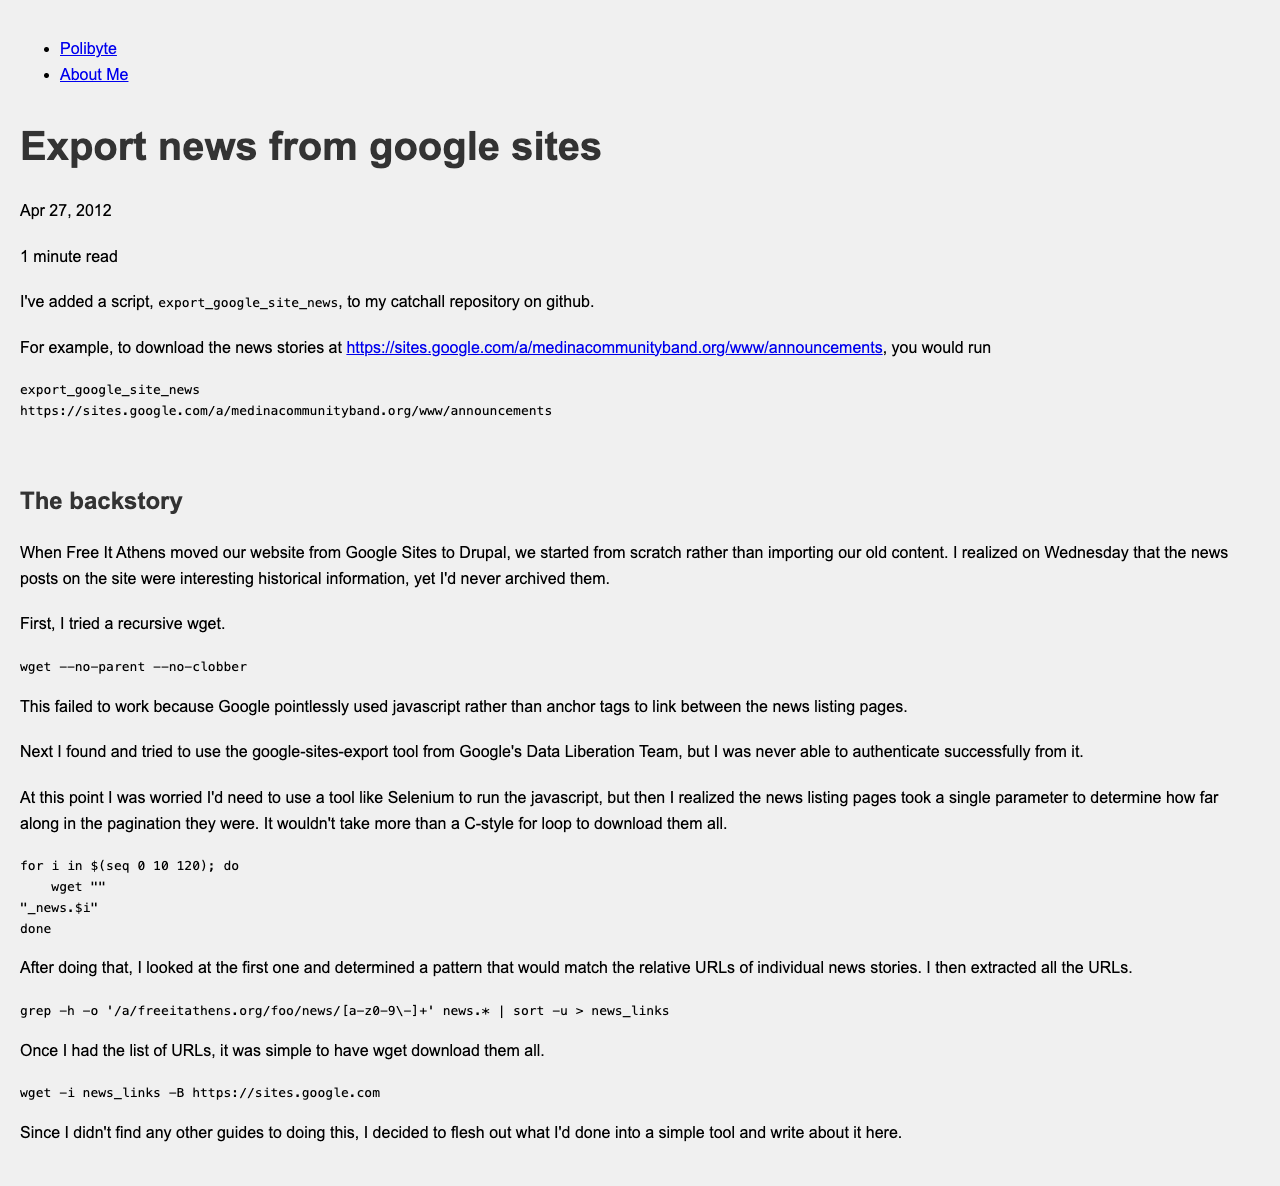 Polibyte
About Me
Export news from google sites
Apr 27, 2012
1 minute read
I've added a script, export_google_site_news, to my catchall repository on github.
For example, to download the news stories at https://sites.google.com/a/medinacommunityband.org/www/announcements, you would run
export_google_site_news
https://sites.google.com/a/medinacommunityband.org/www/announcements
The backstory
When Free It Athens moved our website from Google Sites to Drupal, we started from scratch rather than importing our old content. I realized on Wednesday that the news
posts on the site were interesting historical information, yet I'd never archived them.
First, I tried a recursive wget.
wget --no-parent --no-clobber
This failed to work because Google pointlessly used javascript rather than anchor tags to link between the news listing pages.
Next I found and tried to use the google-sites-export tool from Google's Data Liberation Team, but I was never able to authenticate successfully from it.
At this point I was worried I'd need to use a tool like Selenium to run the javascript, but then I realized the news listing pages took a single parameter to determine how far
along in the pagination they were. It wouldn't take more than a C-style for loop to download them all.
for i in $(seq 0 10 120); do
    wget ""
"_news.$i"
done
After doing that, I looked at the first one and determined a pattern that would match the relative URLs of individual news stories. I then extracted all the URLs.
grep -h -o '/a/freeitathens.org/foo/news/[a-z0-9\-]+' news.* | sort -u > news_links
Once I had the list of URLs, it was simple to have wget download them all.
wget -i news_links -B https://sites.google.com
Since I didn't find any other guides to doing this, I decided to flesh out what I'd done into a simple tool and write about it here.